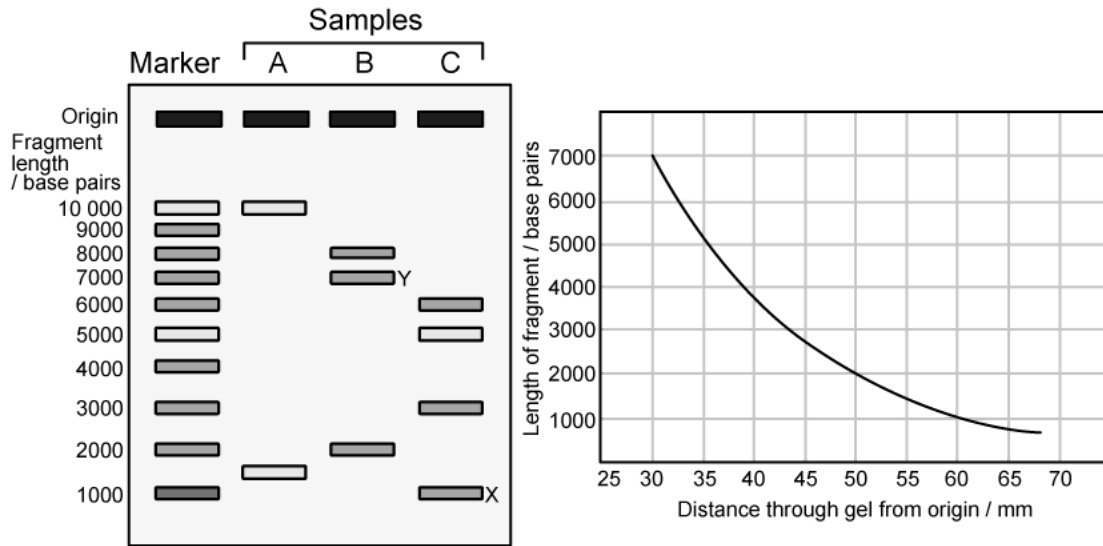 Samples
Marker A B C
Origin
Fragment
length
/ base pairs
10 000
9000
8000
7000 Y
6000
5000
4000
3000
2000
1000 X
Length of fragment / base pairs
7000
6000
5000
4000
3000
2000
1000
25 30 35 40 45 50 55 60 65 70
Distance through gel from origin / mm